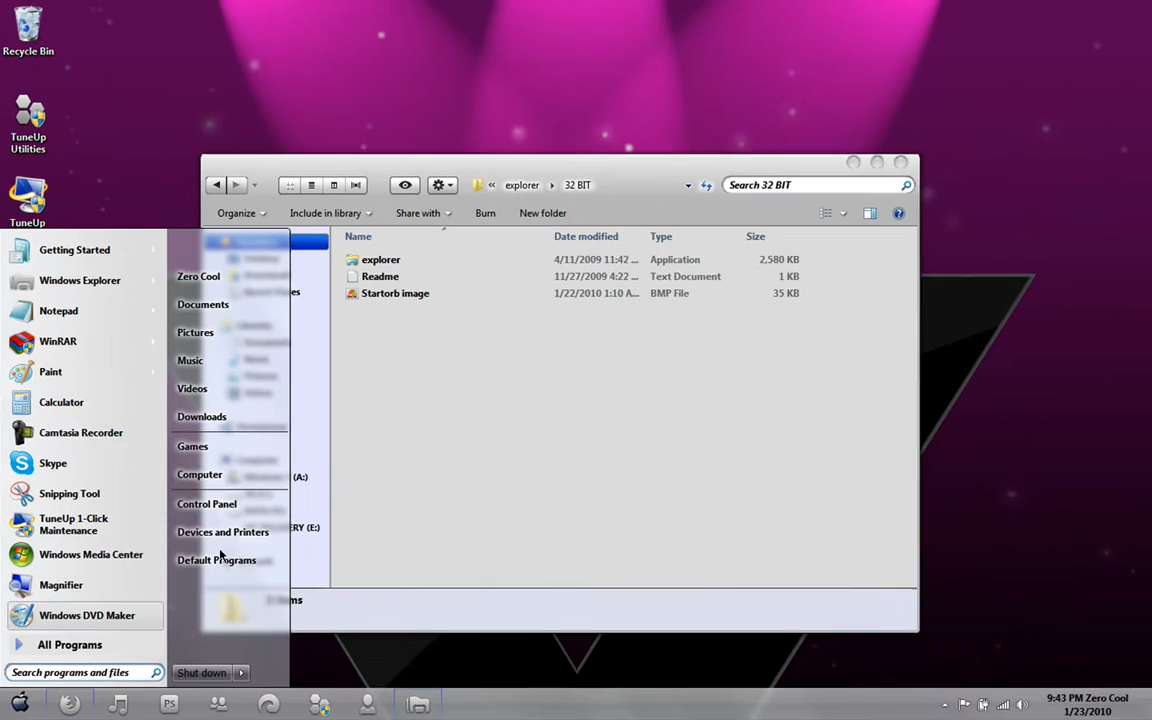 Recycle Bin
TuneUp
Utilities
TuneUp
explorer
32 BIT
Search 32 BIT
Organize
Include in library
Share with
Burn
New folder
Name
Date modified
Type
Size
explorer
4/11/2009 11:42 ...
Application
2,580 KB
Readme
11/27/2009 4:22 ...
Text Document
1 KB
Startorb image
1/22/2010 1:10 A...
BMP File
35 KB
(A:)
(E:)
Getting Started
Windows Explorer
Notepad
WinRAR
Paint
Calculator
Camtasia Recorder
Skype
Snipping Tool
TuneUp 1-Click
Maintenance
Windows Media Center
Magnifier
Windows DVD Maker
All Programs
Search programs and files
Zero Cool
Documents
Pictures
Music
Videos
Downloads
Games
Computer
Control Panel
Devices and Printers
Default Programs
Shut down
Ps
9:43 PM Zero Cool
1/23/2010